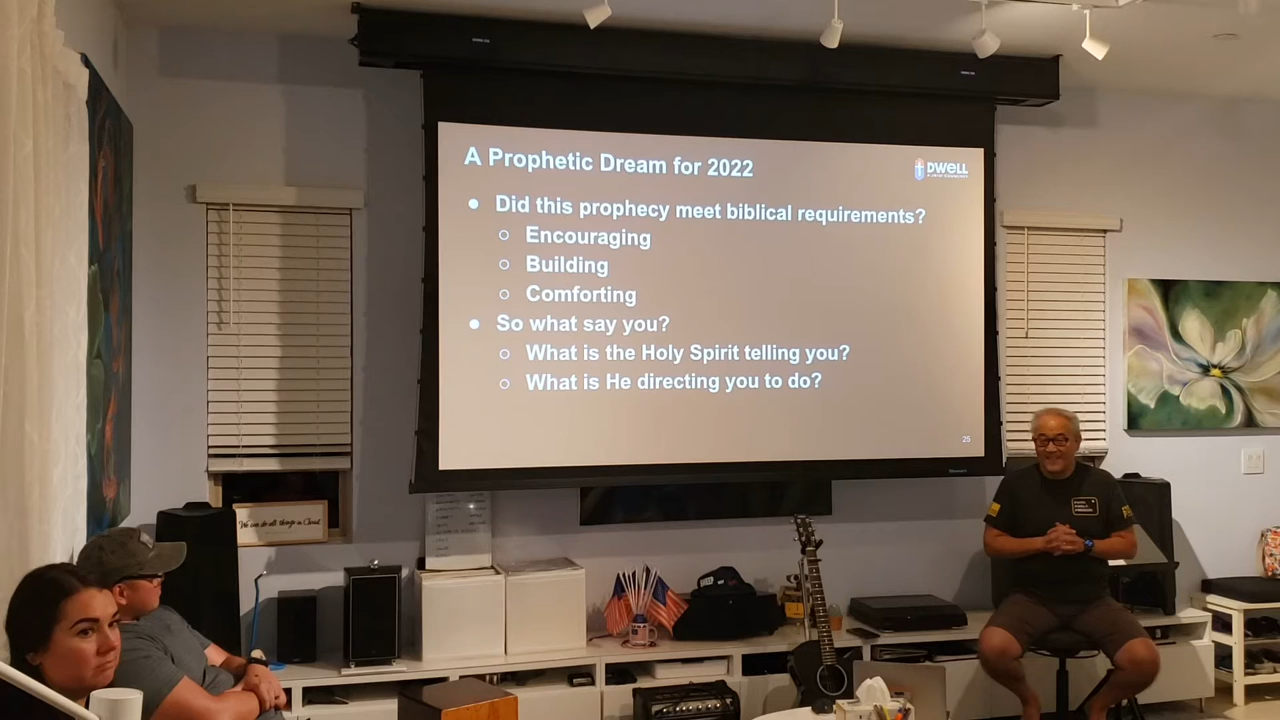 A Prophetic Dream for 2022
DWELL
● Did this prophecy meet biblical requirements?
○ Encouraging
○ Building
○ Comforting
● So what say you?
○ What is the Holy Spirit telling you?
○ What is He directing you to do?
25
We can do all things in Christ